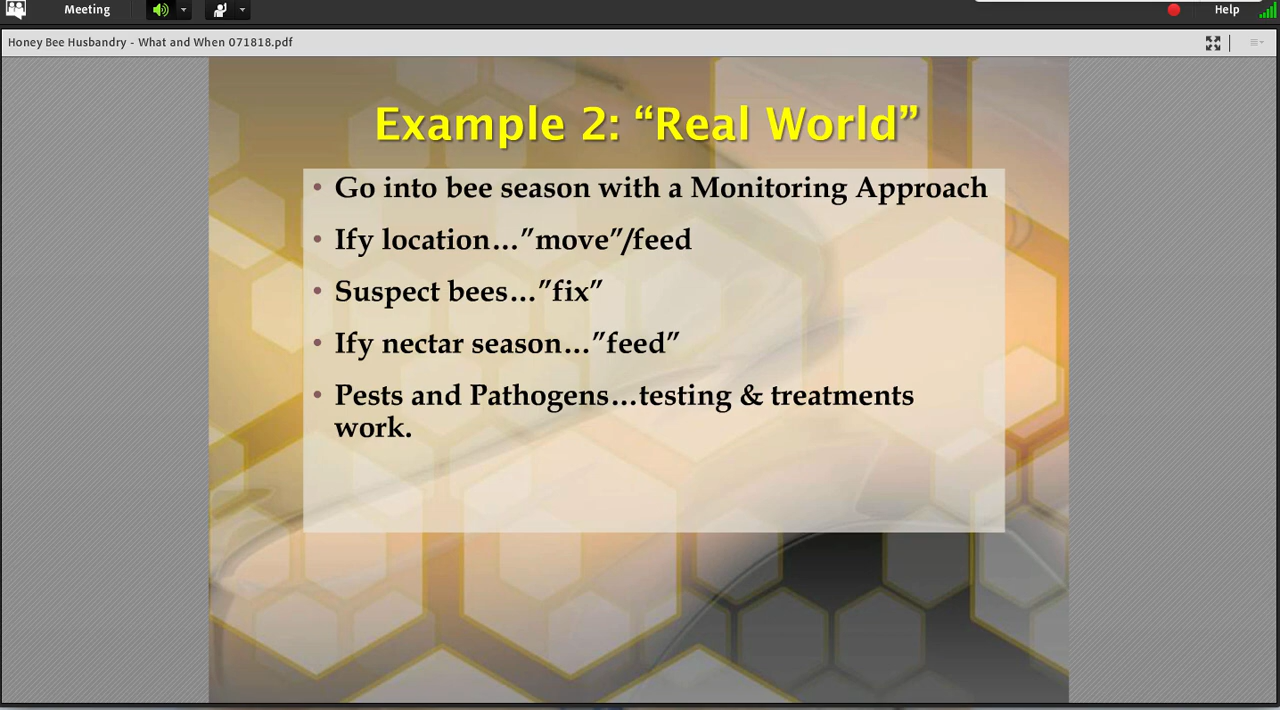 Meeting
Help
Honey Bee Husbandry - What and When 071818.pdf
Example 2: “Real World”
• Go into bee season with a Monitoring Approach
• Ify location…”move”/feed
• Suspect bees…”fix”
• Ify nectar season…”feed”
• Pests and Pathogens…testing & treatments
work.